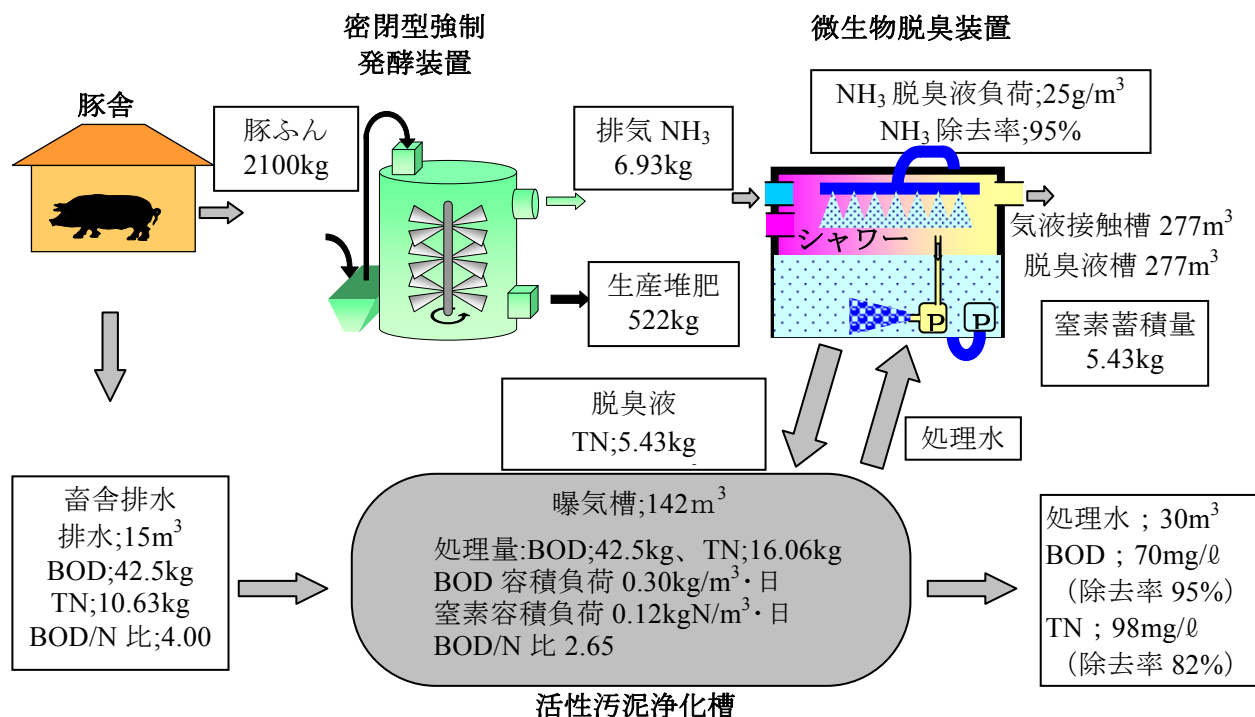 密閉型強制
発酵装置
微生物脱臭装置
豚舎
豚ふん
2100kg
排気 NH₃
6.93kg
NH₃ 脱臭液負荷;25g/m³
NH₃ 除去率;95%
シャワー
気液接触槽 277m³
脱臭液槽 277m³
P
P
生産堆肥
522kg
窒素蓄積量
5.43kg
脱臭液
TN;5.43kg
処理水
畜舎排水
排水;15m³
BOD;42.5kg
TN;10.63kg
BOD/N 比;4.00
曝気槽;142m³
処理量:BOD;42.5kg、TN;16.06kg
BOD 容積負荷 0.30kg/m³・日
窒素容積負荷 0.12kgN/m³・日
BOD/N 比 2.65
処理水；30m³
BOD；70mg/ℓ
（除去率 95%）
TN；98mg/ℓ
（除去率 82%）
活性汚泥浄化槽